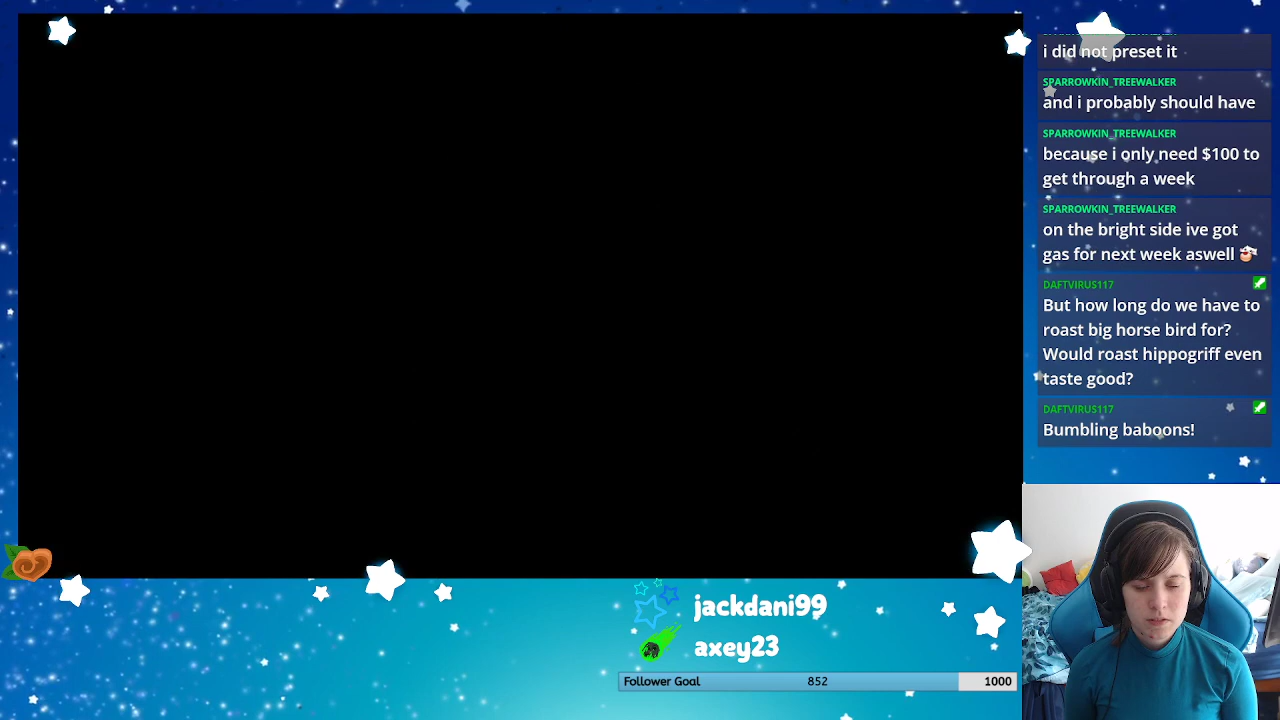 i did not preset it
SPARROWKIN_TREEWALKER
and i probably should have
SPARROWKIN_TREEWALKER
because i only need $100 to
get through a week
SPARROWKIN_TREEWALKER
on the bright side ive got
gas for next week aswell
DAFTVIRUS117
But how long do we have to
roast big horse bird for?
Would roast hippogriff even
taste good?
DAFTVIRUS117
Bumbling baboons!
jackdani99
axey23
Follower Goal 852 1000